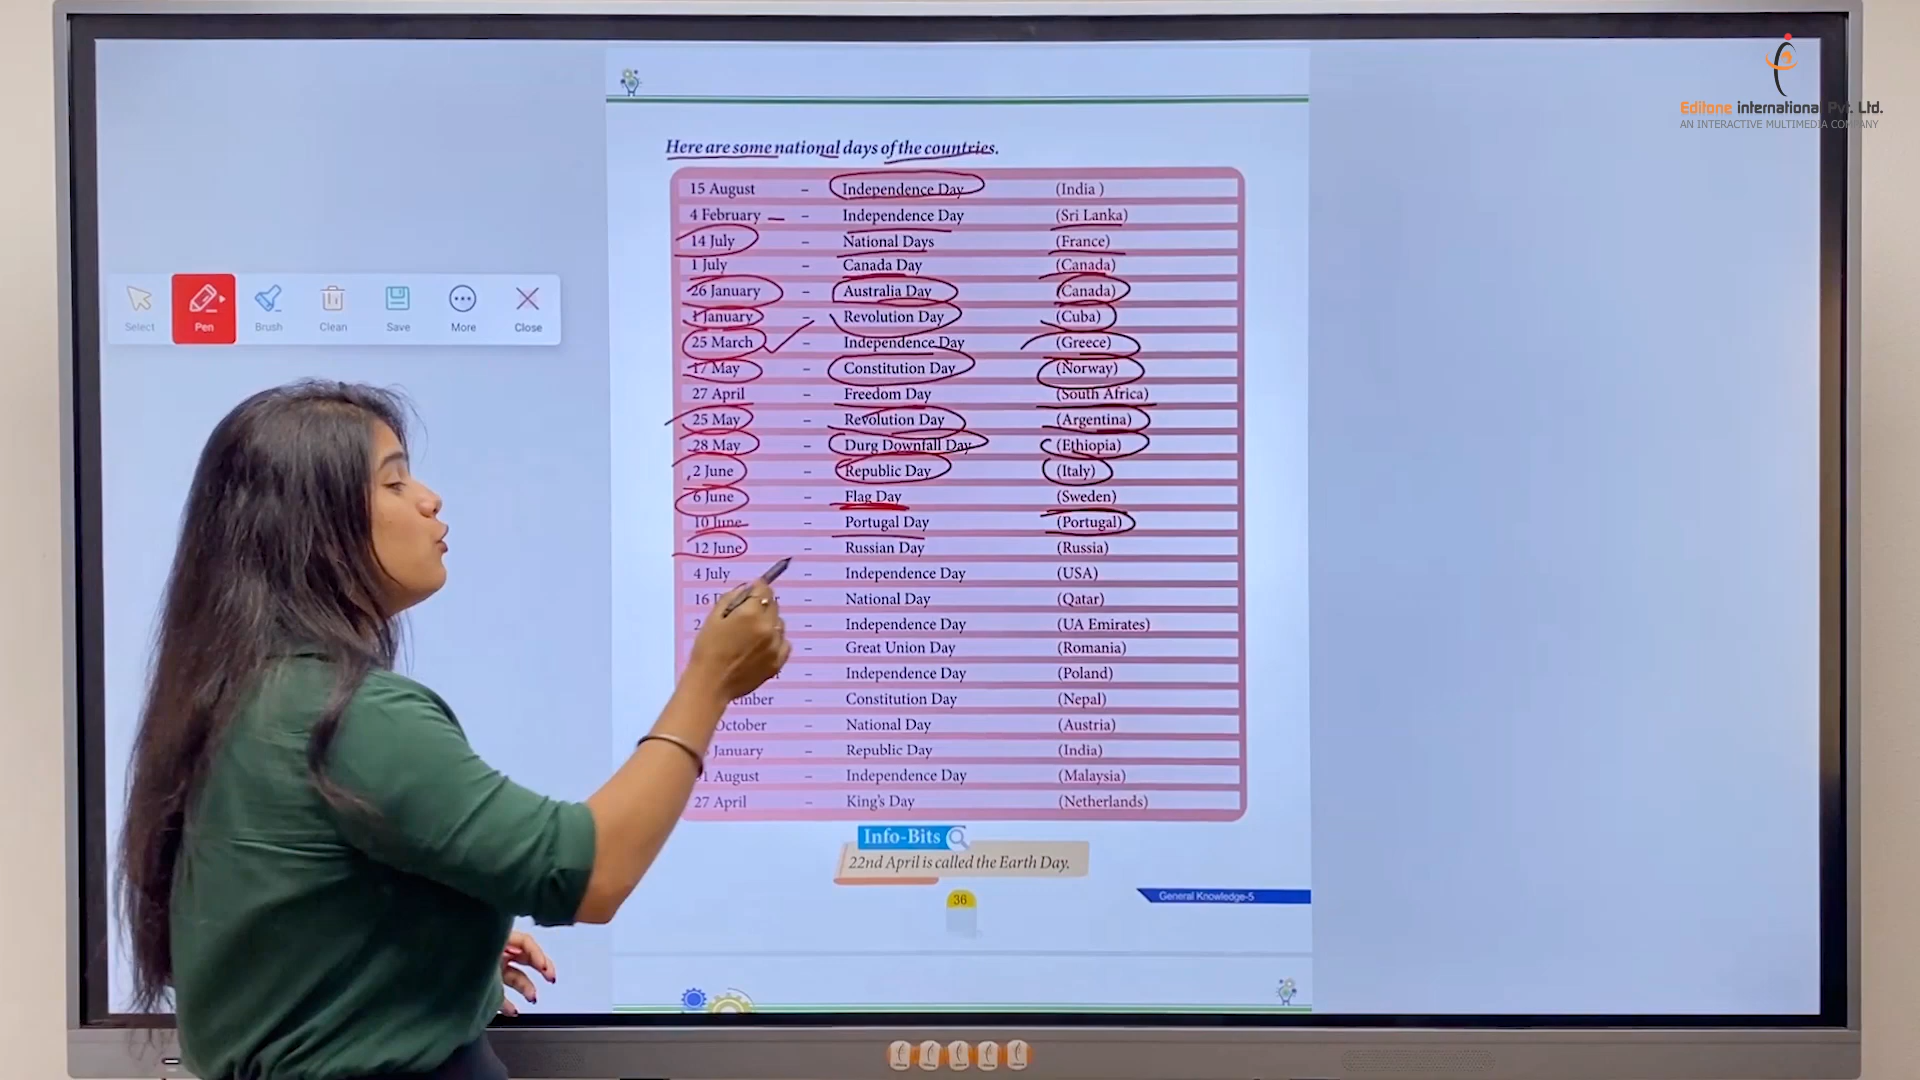 Editone international Pvt. Ltd.
AN INTERACTIVE MULTIMEDIA COMPANY
Here are some national days of the countries.
15 August – Independence Day (India )
4 February – Independence Day (Sri Lanka)
14 July – National Days (France)
1 July – Canada Day (Canada)
26 January – Australia Day (Canada)
1 January – Revolution Day (Cuba)
25 March – Independence Day (Greece)
17 May – Constitution Day (Norway)
27 April – Freedom Day (South Africa)
25 May – Revolution Day (Argentina)
28 May – Durg Downfall Day (Ethiopia)
2 June – Republic Day (Italy)
6 June – Flag Day (Sweden)
10 June – Portugal Day (Portugal)
12 June – Russian Day (Russia)
4 July – Independence Day (USA)
16 – National Day (Qatar)
– Independence Day (UA Emirates)
– Great Union Day (Romania)
– Independence Day (Poland)
– Constitution Day (Nepal)
October – National Day (Austria)
January – Republic Day (India)
August – Independence Day (Malaysia)
27 April – King's Day (Netherlands)
Select Pen Brush Clean Save More Close
Info-Bits
22nd April is called the Earth Day.
General Knowledge-5
36